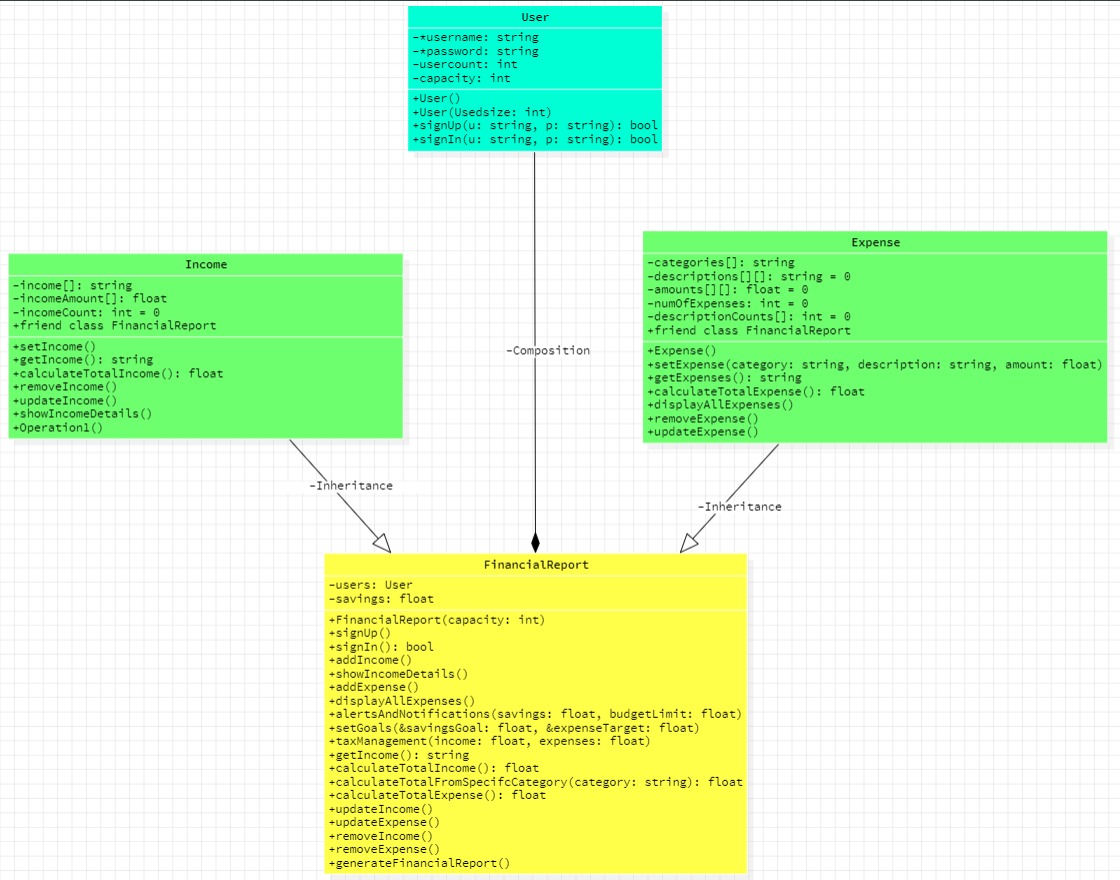 User
-*username: string
-*password: string
-usercount: int
-capacity: int
+User()
+User(Usedsize: int)
+signUp(u: string, p: string): bool
+signIn(u: string, p: string): bool
Income
-income[]: string
-incomeAmount[]: float
-incomeCount: int = 0
+friend class FinancialReport
+setIncome()
+getIncome(): string
+calculateTotalIncome(): float
+removeIncome()
+updateIncome()
+showIncomeDetails()
+Operation1()
Expense
-categories[]: string
-descriptions[][]: string = 0
-amounts[][]: float = 0
-numOfExpenses: int = 0
-descriptionCounts[]: int = 0
+friend class FinancialReport
+Expense()
+setExpense(category: string, description: string, amount: float)
+getExpenses(): string
+calculateTotalExpense(): float
+displayAllExpenses()
+removeExpense()
+updateExpense()
-Composition
-Inheritance
-Inheritance
FinancialReport
-users: User
-savings: float
+FinancialReport(capacity: int)
+signUp()
+signIn(): bool
+addIncome()
+showIncomeDetails()
+addExpense()
+displayAllExpenses()
+alertsAndNotifications(savings: float, budgetLimit: float)
+setGoals(&savingsGoal: float, &expenseTarget: float)
+taxManagement(income: float, expenses: float)
+getIncome(): string
+calculateTotalIncome(): float
+calculateTotalFromSpecifcCategory(category: string): float
+calculateTotalExpense(): float
+updateIncome()
+updateExpense()
+removeIncome()
+removeExpense()
+generateFinancialReport()